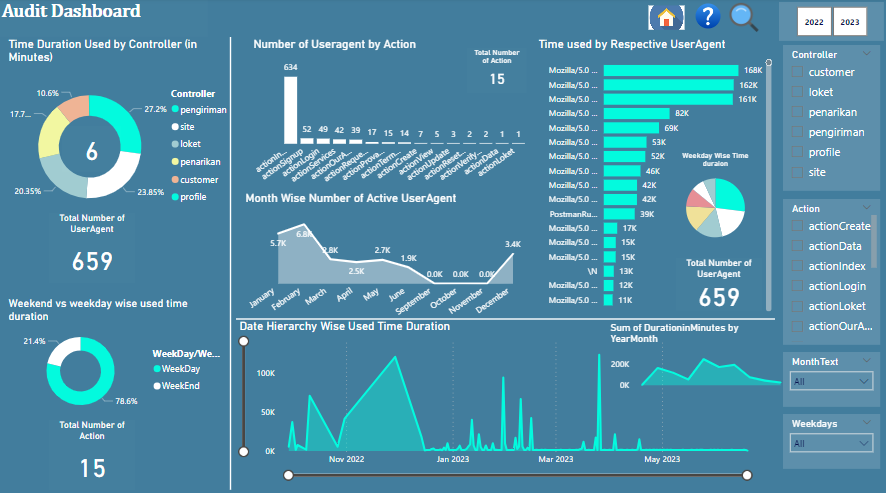 Audit Dashboard
?
2022
2023
Time Duration Used by Controller (in
Minutes)
10.6%
17.7...
20.35%
23.85%
27.2%
6
Controller
pengiriman
site
loket
penarikan
customer
profile
Total Number of
UserAgent
659
Weekend vs weekday wise used time
duration
21.4%
78.6%
WeekDay/We...
WeekDay
WeekEnd
Total Number of
Action
15
Number of Useragent by Action
Total Number
of Action
15
634
52
49
42
39
17
15
14
7
5
3
2
2
1
1
actionIn...
actionSignup
actionLogin
actionServices
actionOurA...
actionReque...
actionProva...
actionTerm...
actionCreate
actionView
actionUpdate
actionReset...
actionVerify...
actionData
actionLoket
Month Wise Number of Active UserAgent
5.7K
6.8K
2.8K
2.5K
2.7K
1.9K
0.0K
0.0K
0.0K
3.4K
January
February
March
April
May
June
September
October
November
December
Time used by Respective UserAgent
Mozilla/5.0 ... 168K
Mozilla/5.0 ... 162K
Mozilla/5.0 ... 161K
Mozilla/5.0 ... 82K
Mozilla/5.0 ... 69K
Mozilla/5.0 ... 53K
Mozilla/5.0 ... 52K
Mozilla/5.0 ... 46K
Mozilla/5.0 ... 42K
Mozilla/5.0 ... 42K
PostmanRu... 39K
Mozilla/5.0 ... 17K
Mozilla/5.0 ... 15K
Mozilla/5.0 ... 15K
\N 13K
Mozilla/5.0 ... 12K
Mozilla/5.0 ... 11K
Weekday Wise Time
duraion
Total Number of
UserAgent
659
Date Hierarchy Wise Used Time Duration
100K
50K
0K
Nov 2022
Jan 2023
Mar 2023
May 2023
Sum of DurationinMinutes by
YearMonth
200K
0K
Controller
customer
loket
penarikan
pengiriman
profile
site
Action
actionCreate
actionData
actionIndex
actionLogin
actionLoket
actionOurA...
MonthText
All
Weekdays
All